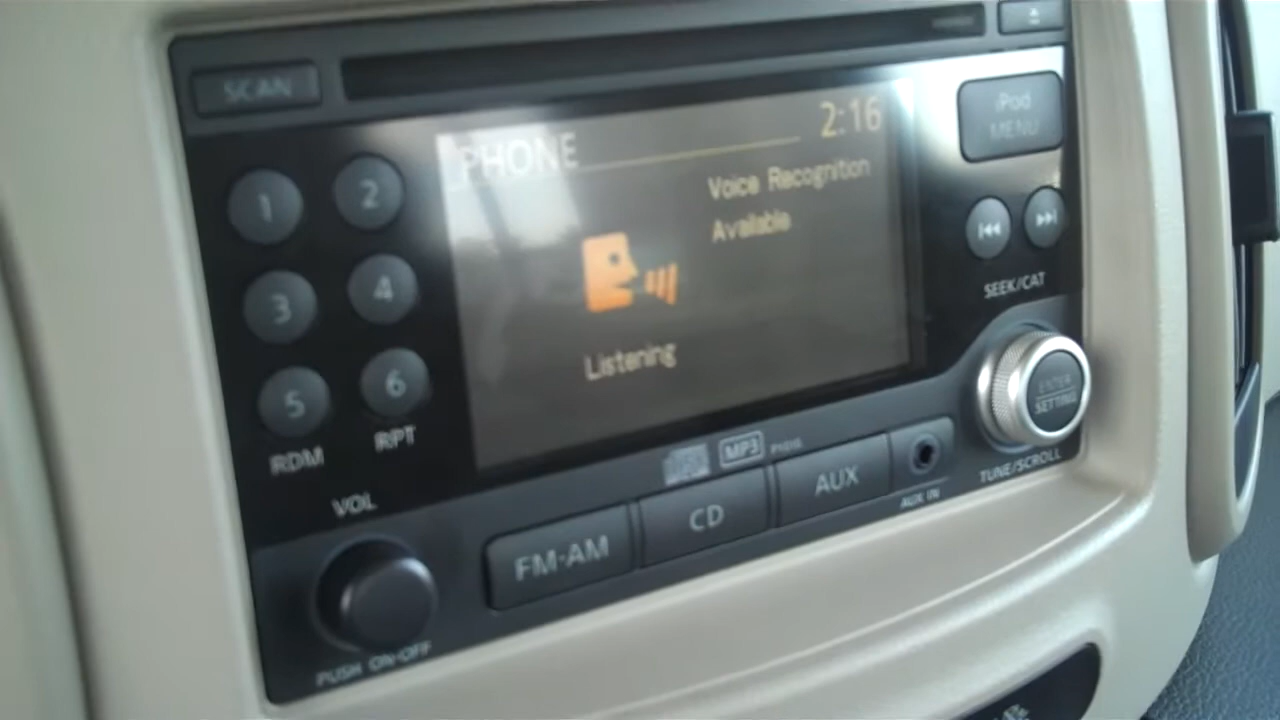 SCAN
iPod
MENU
PHONE
2:16
1
2
Voice Recognition
Available
3
4
SEEK/CAT
Listening
5
6
RDM
RPT
ENTER
SETTING
TUNE/SCROLL
VOL
MP3
FM·AM
CD
AUX
AUX IN
PUSH ON·OFF